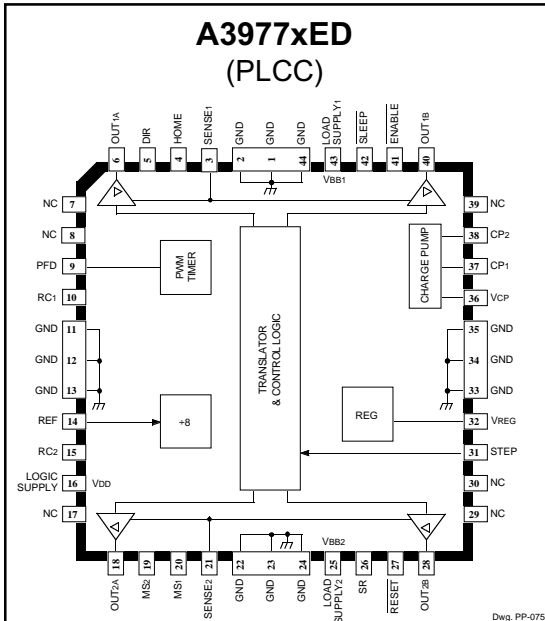 A3977xED
(PLCC)
OUT1A
DIR
HOME
SENSE1
GND
GND
GND
LOAD
SUPPLY1
SLEEP
ENABLE
OUT1B
6
5
4
3
2
1
44
43
42
41
40
VBB1
NC 7
NC 8
PFD 9
RC1 10
GND 11
GND 12
GND 13
REF 14
RC2 15
LOGIC
SUPPLY 16 VDD
NC 17
PWM
TIMER
÷8
TRANSLATOR
& CONTROL LOGIC
CHARGE PUMP
REG
39 NC
38 CP2
37 CP1
36 VCP
35 GND
34 GND
33 GND
32 VREG
31 STEP
30 NC
29 NC
VBB2
18
19
20
21
22
23
24
25
26
27
28
OUT2A
MS2
MS1
SENSE2
GND
GND
GND
LOAD
SUPPLY2
SR
RESET
OUT2B
Dwg. PP-075